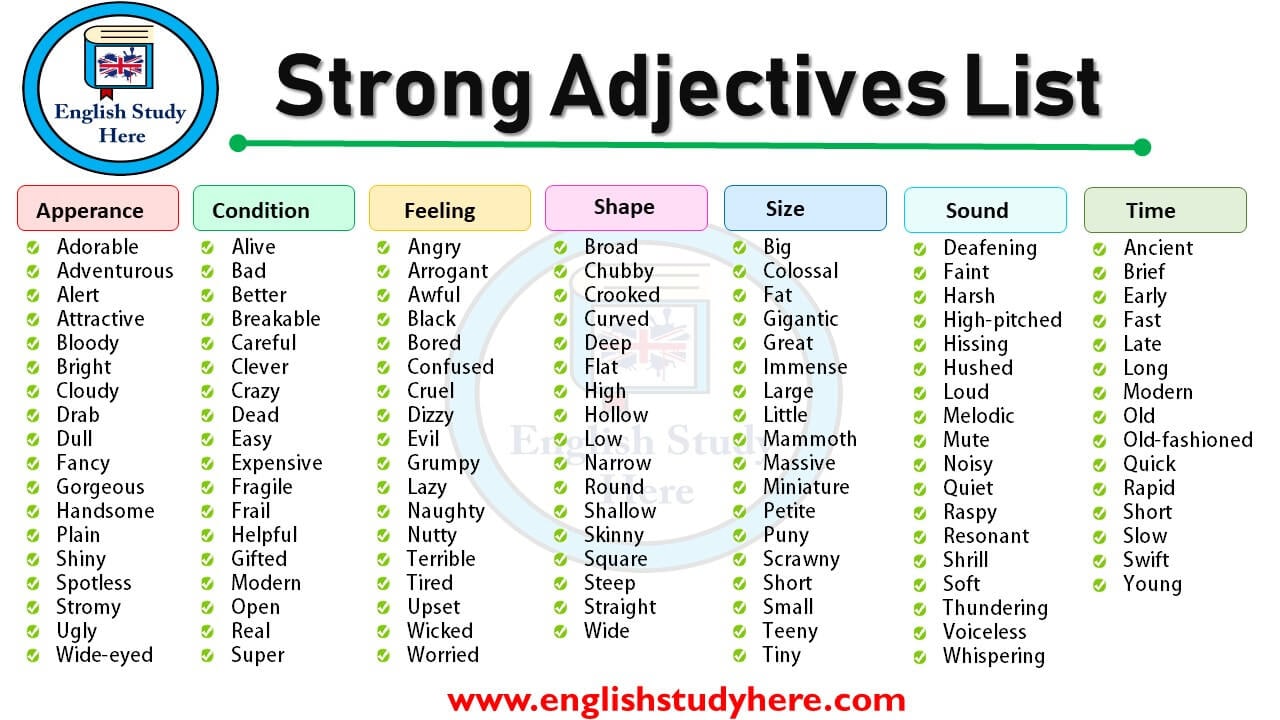 English Study
Here
Strong Adjectives List
Apperance
Adorable
Adventurous
Alert
Attractive
Bloody
Bright
Cloudy
Drab
Dull
Fancy
Gorgeous
Handsome
Plain
Shiny
Spotless
Stromy
Ugly
Wide-eyed
Condition
Alive
Bad
Better
Breakable
Careful
Clever
Crazy
Dead
Easy
Expensive
Fragile
Frail
Helpful
Gifted
Modern
Open
Real
Super
Feeling
Angry
Arrogant
Awful
Black
Bored
Confused
Cruel
Dizzy
Evil
Grumpy
Lazy
Naughty
Nutty
Terrible
Tired
Upset
Wicked
Worried
Shape
Broad
Chubby
Crooked
Curved
Deep
Flat
High
Hollow
Low
Narrow
Round
Shallow
Skinny
Square
Steep
Straight
Wide
Size
Big
Colossal
Fat
Gigantic
Great
Immense
Large
Little
Mammoth
Massive
Miniature
Petite
Puny
Scrawny
Short
Small
Teeny
Tiny
Sound
Deafening
Faint
Harsh
High-pitched
Hissing
Hushed
Loud
Melodic
Mute
Noisy
Quiet
Raspy
Resonant
Shrill
Soft
Thundering
Voiceless
Whispering
Time
Ancient
Brief
Early
Fast
Late
Long
Modern
Old
Old-fashioned
Quick
Rapid
Short
Slow
Swift
Young
English Study
Here
www.englishstudyhere.com